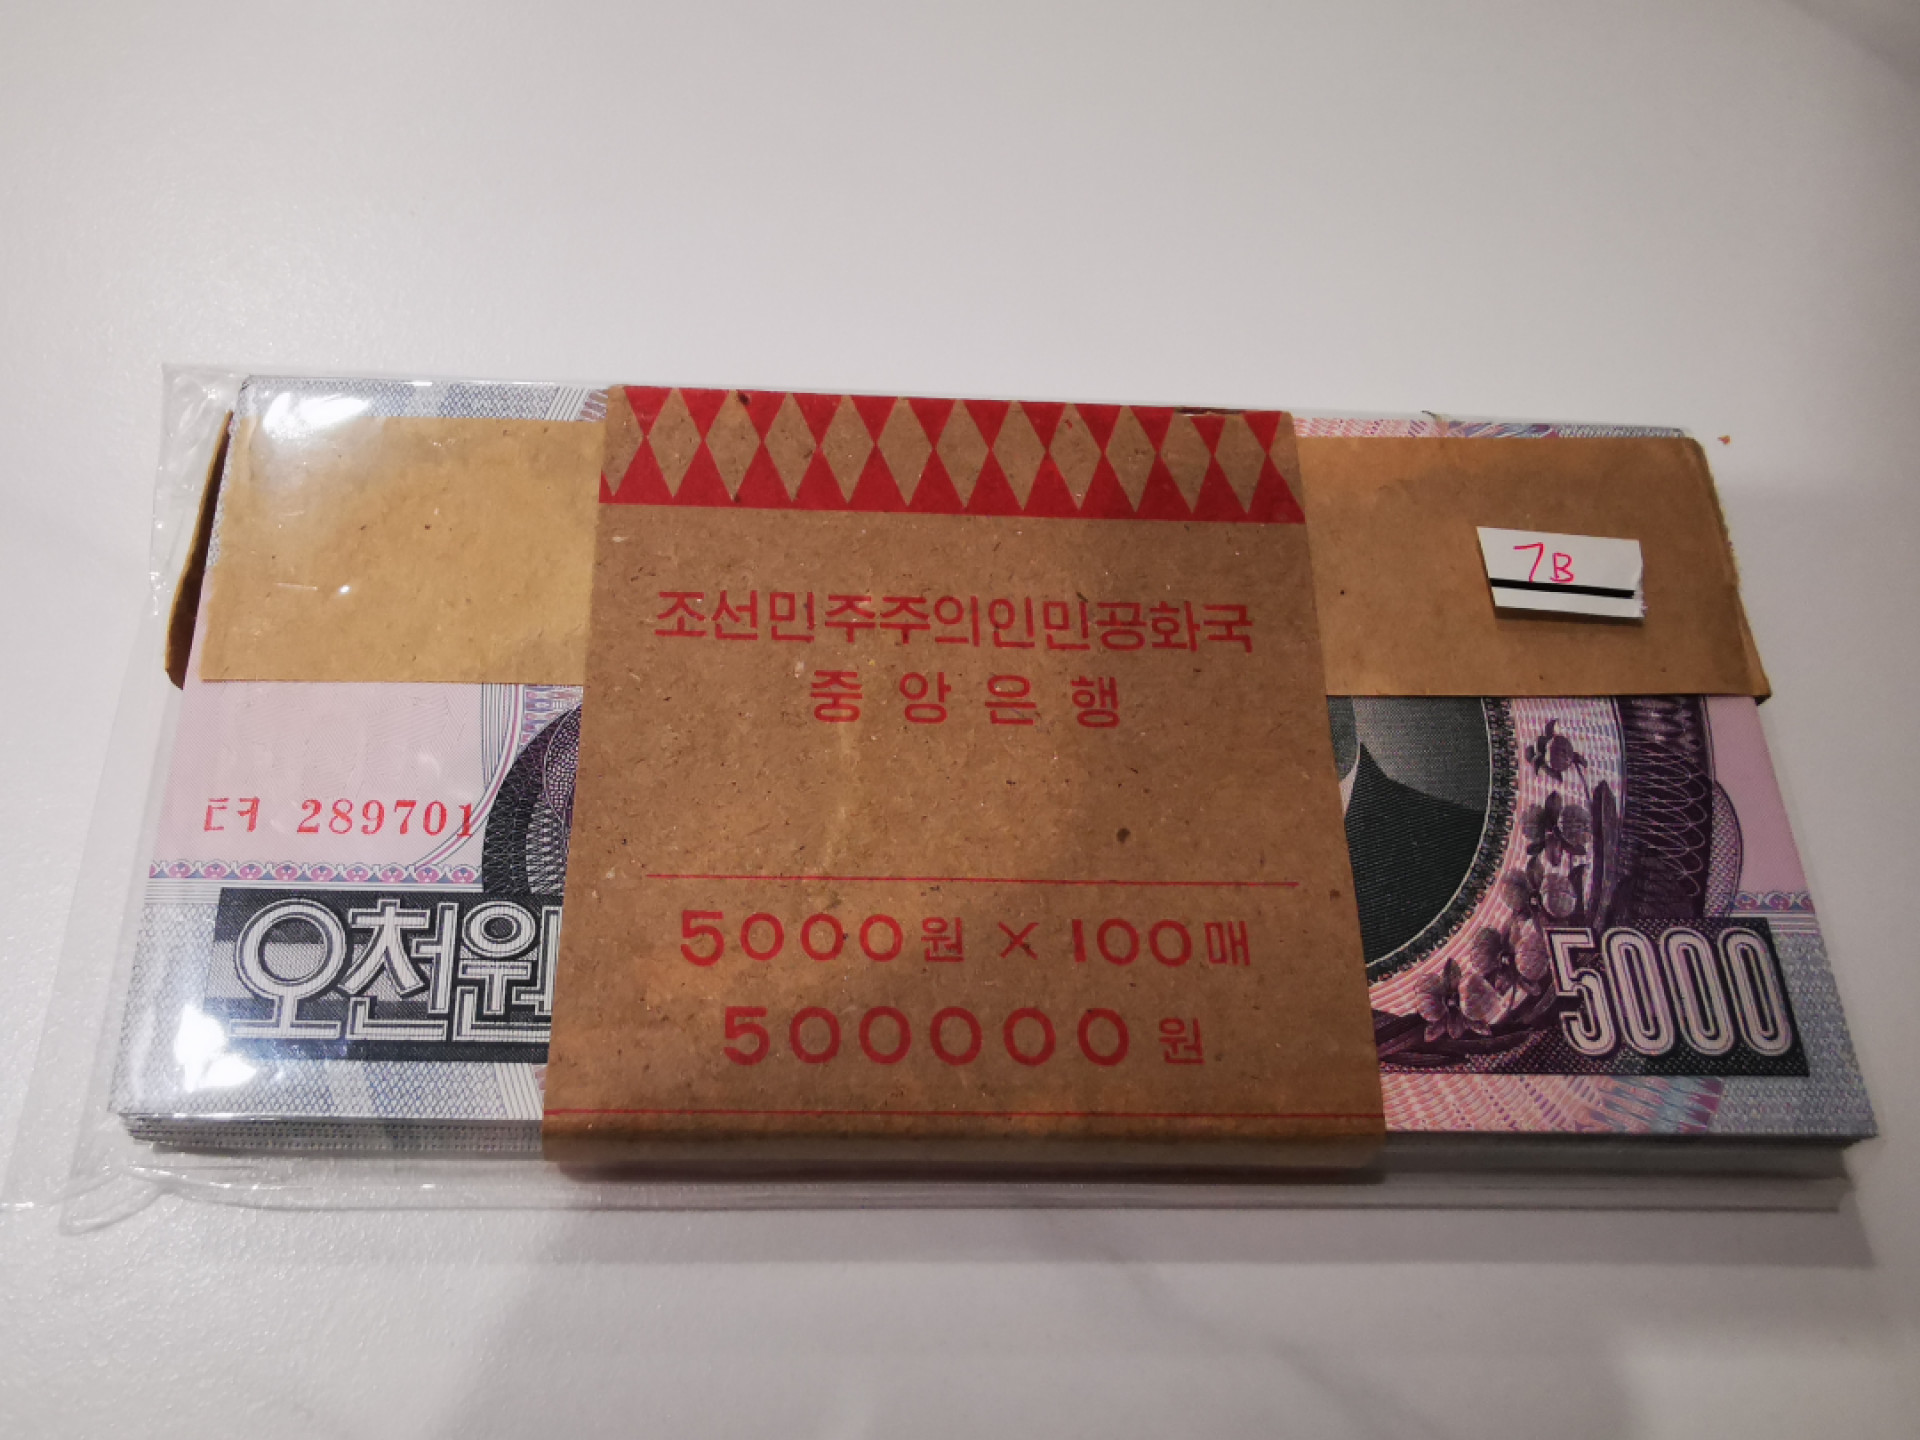 7B
조선민주주의인민공화국
중앙은행
ㅌㅋ 289701
5000원 × 100매
500000원
오천원
5000